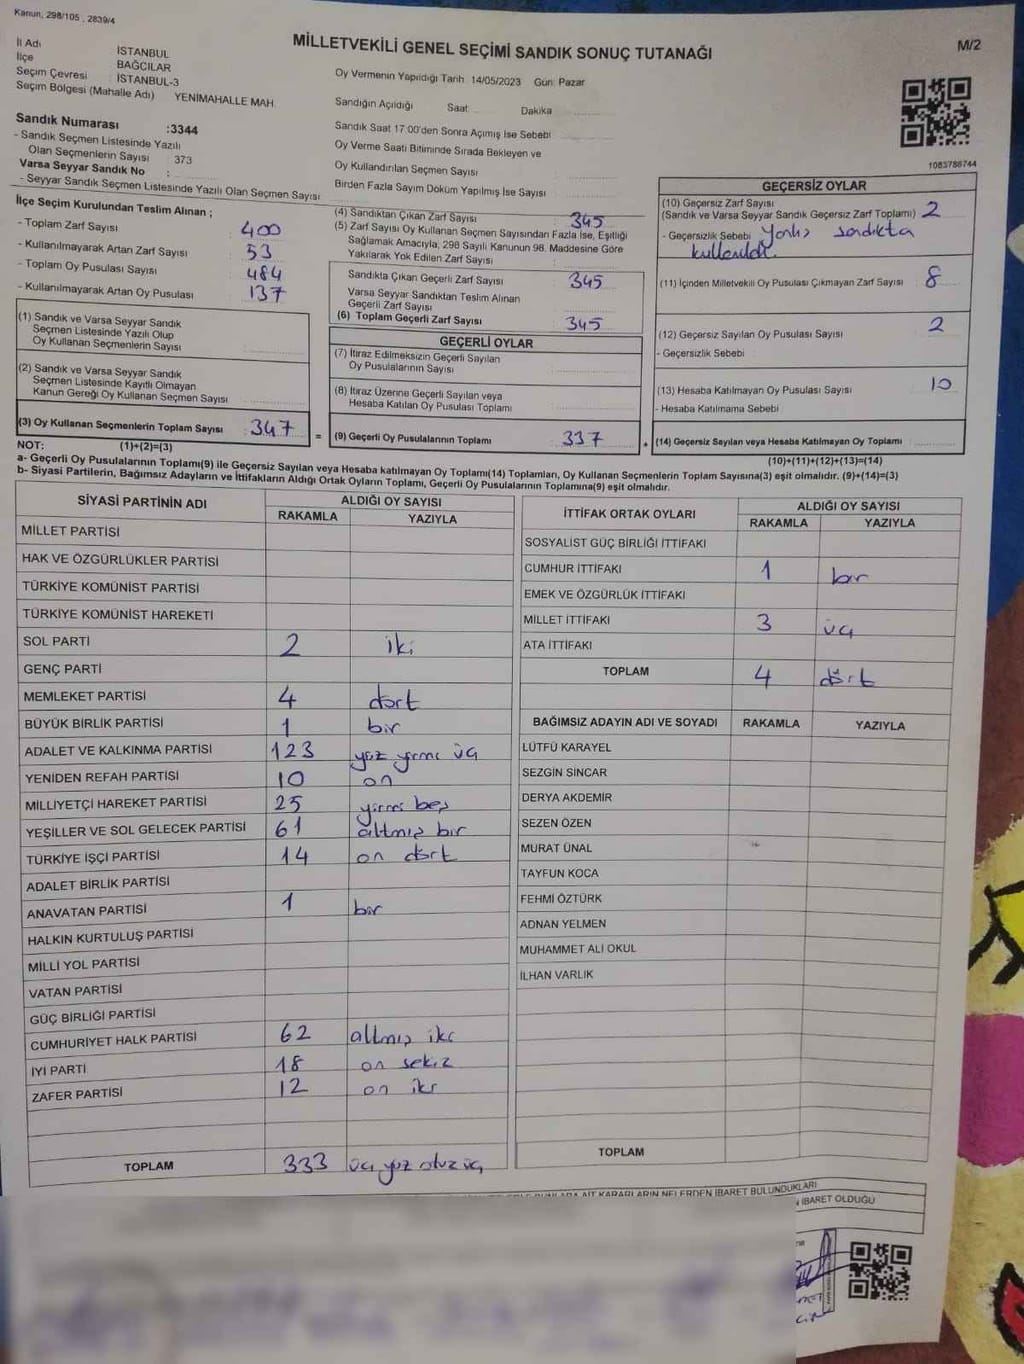 Kanun, 298/105 , 2839/4
MİLLETVEKİLİ GENEL SEÇİMİ SANDIK SONUÇ TUTANAĞI
M/2
İl Adı İSTANBUL
İlçe BAĞCILAR
Seçim Çevresi İSTANBUL-3
Seçim Bölgesi (Mahalle Adı) YENİMAHALLE MAH.
Sandık Numarası :3344
- Sandık Seçmen Listesinde Yazılı
Olan Seçmenlerin Sayısı : 373
Varsa Seyyar Sandık No :
- Seyyar Sandık Seçmen Listesinde Yazılı Olan Seçmen Sayısı
Oy Vermenin Yapıldığı Tarih 14/05/2023 Gün: Pazar
Sandığın Açıldığı Saat Dakika
Sandık Saat 17:00'den Sonra Açımış İse Sebebi
Oy Verme Saati Bitiminde Sırada Bekleyen ve
Oy Kullandırılan Seçmen Sayısı
Birden Fazla Sayım Döküm Yapılmış İse Sayısı
1083786744
İlçe Seçim Kurulundan Teslim Alınan ;
- Toplam Zarf Sayısı 400
- Kullanılmayarak Artan Zarf Sayısı 53
- Toplam Oy Pusulası Sayısı 484
- Kullanılmayarak Artan Oy Pusulası 137
(1) Sandık ve Varsa Seyyar Sandık
Seçmen Listesinde Yazılı Olup
Oy Kullanan Seçmenlerin Sayısı
(2) Sandık ve Varsa Seyyar Sandık
Seçmen Listesinde Kayıtlı Olmayan
Kanun Gereği Oy Kullanan Seçmen Sayısı
(3) Oy Kullanan Seçmenlerin Toplam Sayısı 347
(4) Sandıktan Çıkan Zarf Sayısı 345
(5) Zarf Sayısı Oy Kullanan Seçmen Sayısından Fazla İse, Eşitliği
Sağlamak Amacıyla, 298 Sayılı Kanunun 98. Maddesine Göre
Yakılarak Yok Edilen Zarf Sayısı :
Sandıkta Çıkan Geçerli Zarf Sayısı 345
Varsa Seyyar Sandıktan Teslim Alınan
Geçerli Zarf Sayısı
(6) Toplam Geçerli Zarf Sayısı 345
GEÇERLİ OYLAR
(7) İtiraz Edilmeksizin Geçerli Sayılan
Oy Pusulalarının Sayısı
(8) İtiraz Üzerine Geçerli Sayılan veya
Hesaba Katılan Oy Pusulası Toplamı
= (9) Geçerli Oy Pusulalarının Toplamı 337
GEÇERSİZ OYLAR
(10) Geçersiz Zarf Sayısı
(Sandık ve Varsa Seyyar Sandık Geçersiz Zarf Toplamı) 2
- Geçersizlik Sebebi Yanlış sandıkta
kullanıldı.
(11) İçinden Milletvekili Oy Pusulası Çıkmayan Zarf Sayısı 8
(12) Geçersiz Sayılan Oy Pusulası Sayısı 2
- Geçersizlik Sebebi
(13) Hesaba Katılmayan Oy Pusulası Sayısı 10
- Hesaba Katılmama Sebebi
+ (14) Geçersiz Sayılan veya Hesaba Katılmayan Oy Toplamı
NOT: (1)+(2)=(3)
(10)+(11)+(12)+(13)=(14)
a- Geçerli Oy Pusulalarının Toplamı(9) ile Geçersiz Sayılan veya Hesaba katılmayan Oy Toplamı(14) Toplamları, Oy Kullanan Seçmenlerin Toplam Sayısına(3) eşit olmalıdır. (9)+(14)=(3)
b- Siyasi Partilerin, Bağımsız Adayların ve İttifakların Aldığı Ortak Oyların Toplamı, Geçerli Oy Pusulalarının Toplamına(9) eşit olmalıdır.
SİYASİ PARTİNİN ADI ALDIĞI OY SAYISI
RAKAMLA YAZIYLA
MİLLET PARTİSİ
HAK VE ÖZGÜRLÜKLER PARTİSİ
TÜRKİYE KOMÜNİST PARTİSİ
TÜRKİYE KOMÜNİST HAREKETİ
SOL PARTİ 2 iki
GENÇ PARTİ
MEMLEKET PARTİSİ 4 dört
BÜYÜK BİRLİK PARTİSİ 1 bir
ADALET VE KALKINMA PARTİSİ 123 yüz yirmi üç
YENİDEN REFAH PARTİSİ 10 on
MİLLİYETÇİ HAREKET PARTİSİ 25 yirmi beş
YEŞİLLER VE SOL GELECEK PARTİSİ 61 altmış bir
TÜRKİYE İŞÇİ PARTİSİ 14 on dört
ADALET BİRLİK PARTİSİ
ANAVATAN PARTİSİ 1 bir
HALKIN KURTULUŞ PARTİSİ
MİLLİ YOL PARTİSİ
VATAN PARTİSİ
GÜÇ BİRLİĞİ PARTİSİ
CUMHURİYET HALK PARTİSİ 62 altmış iki
İYİ PARTİ 18 on sekiz
ZAFER PARTİSİ 12 on iki
TOPLAM 333 üç yüz otuz üç
İTTİFAK ORTAK OYLARI ALDIĞI OY SAYISI
RAKAMLA YAZIYLA
SOSYALİST GÜÇ BİRLİĞİ İTTİFAKI
CUMHUR İTTİFAKI 1 bir
EMEK VE ÖZGÜRLÜK İTTİFAKI
MİLLET İTTİFAKI 3 üç
ATA İTTİFAKI
TOPLAM 4 dört
BAĞIMSIZ ADAYIN ADI VE SOYADI RAKAMLA YAZIYLA
LÜTFÜ KARAYEL
SEZGİN SİNCAR
DERYA AKDEMİR
SEZEN ÖZEN
MURAT ÜNAL
TAYFUN KOCA
FEHMİ ÖZTÜRK
ADNAN YELMEN
MUHAMMET ALİ OKUL
İLHAN VARLIK
TOPLAM
AİT KARARLARIN NELERDEN İBARET BULUNDUKLARI
İBARET OLDUĞU